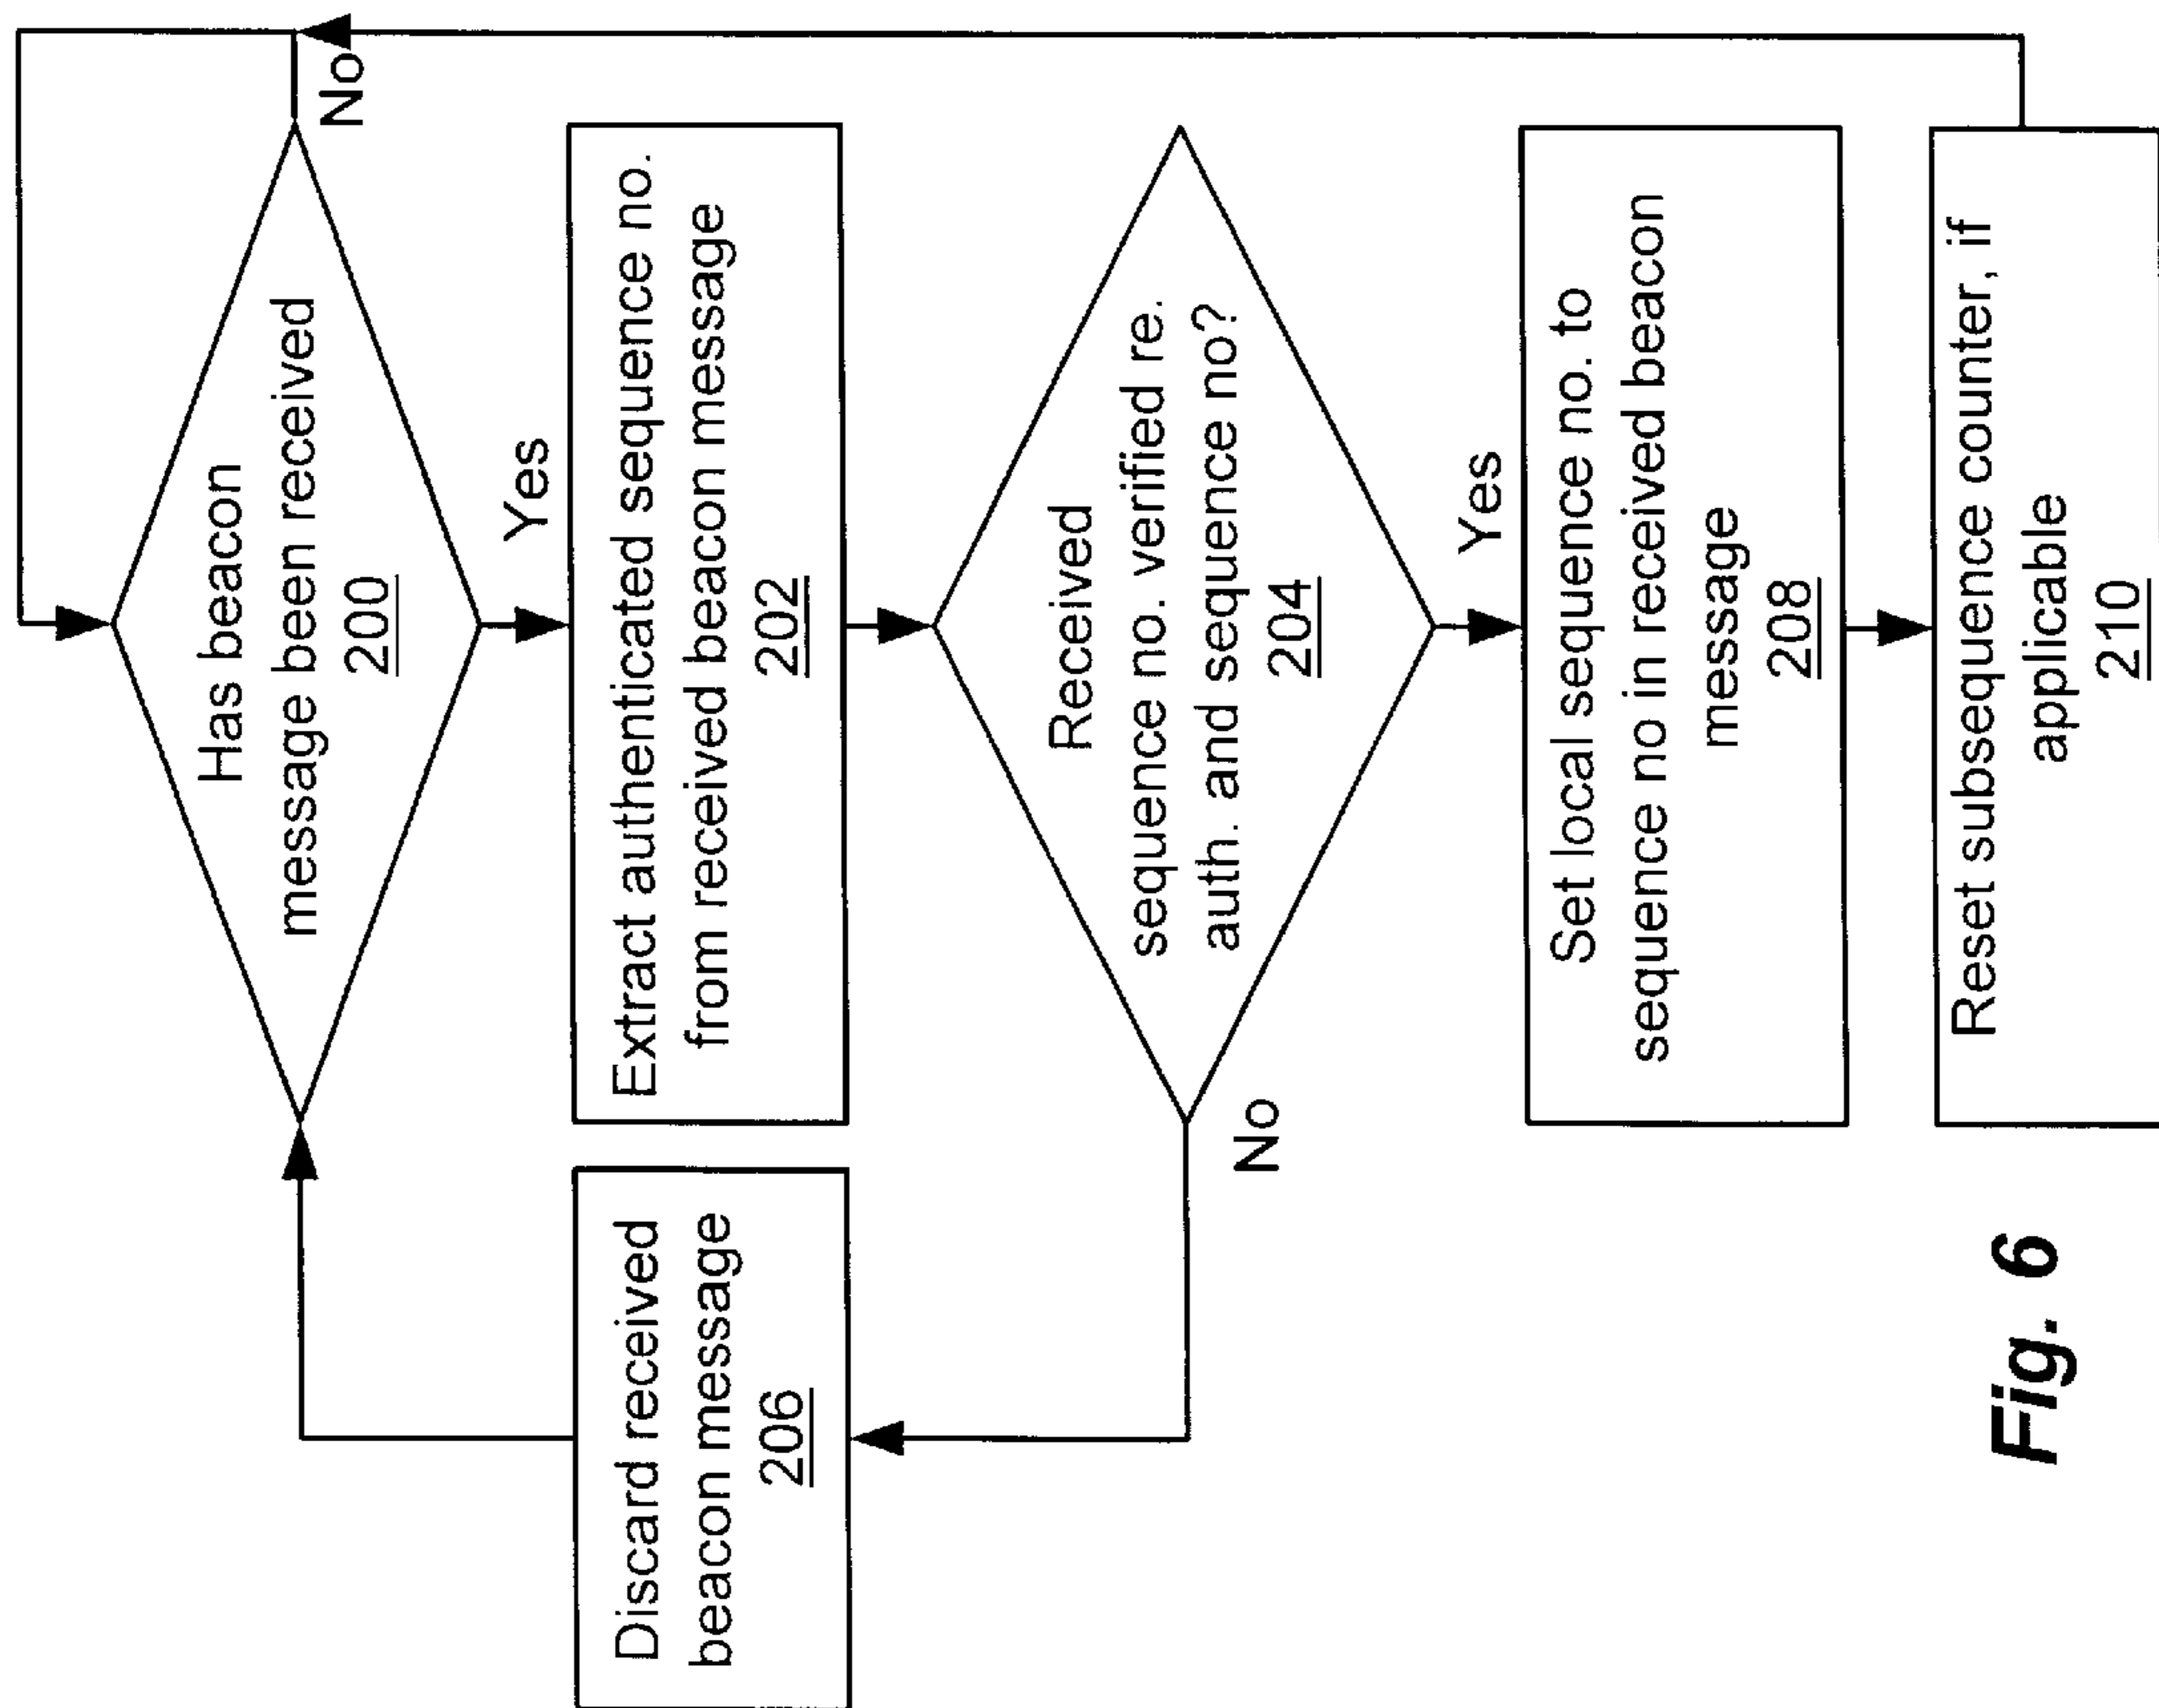 Has beacon
message been received
200
No
Yes
Extract authenticated sequence no.
from received beacon message
202
Discard received
beacon message
206
Received
sequence no. verified re.
auth. and sequence no?
204
No
Yes
Set local sequence no. to
sequence no in received beacon
message
208
Reset subsequence counter, if
applicable
210
Fig. 6